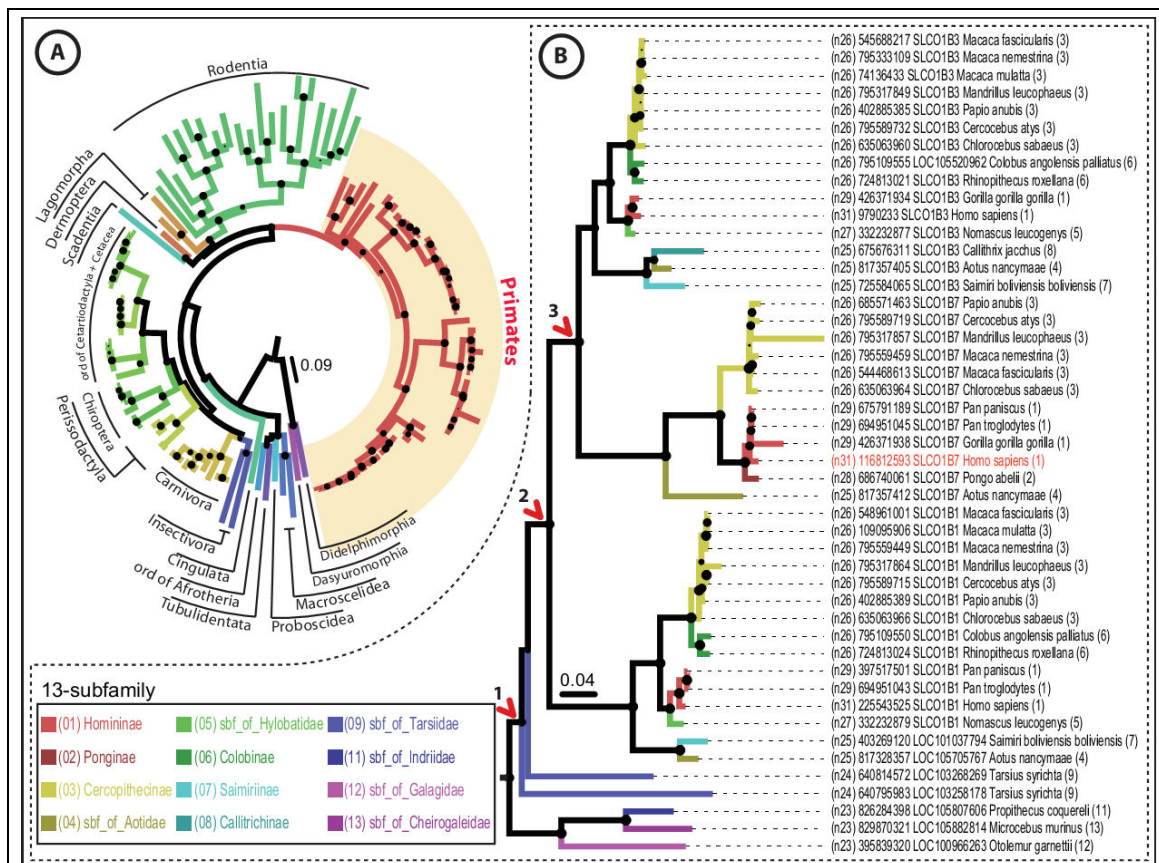 A
Rodentia
Lagomorpha
Dermoptera
Scadentia
ord of Cetartiodactyla + Cetacea
Chiroptera
Perissodactyla
Carnivora
Insectivora
Cingulata
ord of Afrotheria
Tubulidentata
Proboscidea
Macroscelidea
Dasyuromorphia
Didelphimorphia
Primates
0.09
13-subfamily
(01) Homininae
(02) Ponginae
(03) Cercopithecinae
(04) sbf_of_Aotidae
(05) sbf_of_Hylobatidae
(06) Colobinae
(07) Saimiriinae
(08) Callitrichinae
(09) sbf_of_Tarsiidae
(11) sbf_of_Indriidae
(12) sbf_of_Galagidae
(13) sbf_of_Cheirogaleidae
B
1
2
3
0.04
(n26) 545688217 SLCO1B3 Macaca fascicularis (3)
(n26) 795333109 SLCO1B3 Macaca nemestrina (3)
(n26) 74136433 SLCO1B3 Macaca mulatta (3)
(n26) 795317849 SLCO1B3 Mandrillus leucophaeus (3)
(n26) 402885385 SLCO1B3 Papio anubis (3)
(n26) 795589732 SLCO1B3 Cercocebus atys (3)
(n26) 635063960 SLCO1B3 Chlorocebus sabaeus (3)
(n26) 795109555 LOC105520962 Colobus angolensis palliatus (6)
(n26) 724813021 SLCO1B3 Rhinopithecus roxellana (6)
(n29) 426371934 SLCO1B3 Gorilla gorilla gorilla (1)
(n31) 9790233 SLCO1B3 Homo sapiens (1)
(n27) 332232877 SLCO1B3 Nomascus leucogenys (5)
(n25) 675676311 SLCO1B3 Callithrix jacchus (8)
(n25) 817357405 SLCO1B3 Aotus nancymaae (4)
(n25) 725584065 SLCO1B3 Saimiri boliviensis boliviensis (7)
(n26) 685571463 SLCO1B7 Papio anubis (3)
(n26) 795589719 SLCO1B7 Cercocebus atys (3)
(n26) 795317857 SLCO1B7 Mandrillus leucophaeus (3)
(n26) 795559459 SLCO1B7 Macaca nemestrina (3)
(n26) 544468613 SLCO1B7 Macaca fascicularis (3)
(n26) 635063964 SLCO1B7 Chlorocebus sabaeus (3)
(n29) 675791189 SLCO1B7 Pan paniscus (1)
(n29) 694951045 SLCO1B7 Pan troglodytes (1)
(n29) 426371938 SLCO1B7 Gorilla gorilla gorilla (1)
(n31) 116812593 SLCO1B7 Homo sapiens (1)
(n28) 686740061 SLCO1B7 Pongo abelii (2)
(n25) 817357412 SLCO1B7 Aotus nancymaae (4)
(n26) 548961001 SLCO1B1 Macaca fascicularis (3)
(n26) 109095906 SLCO1B1 Macaca mulatta (3)
(n26) 795559449 SLCO1B1 Macaca nemestrina (3)
(n26) 795317864 SLCO1B1 Mandrillus leucophaeus (3)
(n26) 795589715 SLCO1B1 Cercocebus atys (3)
(n26) 402885389 SLCO1B1 Papio anubis (3)
(n26) 635063966 SLCO1B1 Chlorocebus sabaeus (3)
(n26) 795109550 SLCO1B1 Colobus angolensis palliatus (6)
(n26) 724813024 SLCO1B1 Rhinopithecus roxellana (6)
(n29) 397517501 SLCO1B1 Pan paniscus (1)
(n29) 694951043 SLCO1B1 Pan troglodytes (1)
(n31) 225543525 SLCO1B1 Homo sapiens (1)
(n27) 332232879 SLCO1B1 Nomascus leucogenys (5)
(n25) 403269120 LOC101037794 Saimiri boliviensis boliviensis (7)
(n25) 817328357 LOC105705767 Aotus nancymaae (4)
(n24) 640814572 LOC103268269 Tarsius syrichta (9)
(n24) 640795983 LOC103258178 Tarsius syrichta (9)
(n23) 826284398 LOC105807606 Propithecus coquereli (11)
(n23) 829870321 LOC105882814 Microcebus murinus (13)
(n23) 395839320 LOC100966263 Otolemur garnettii (12)